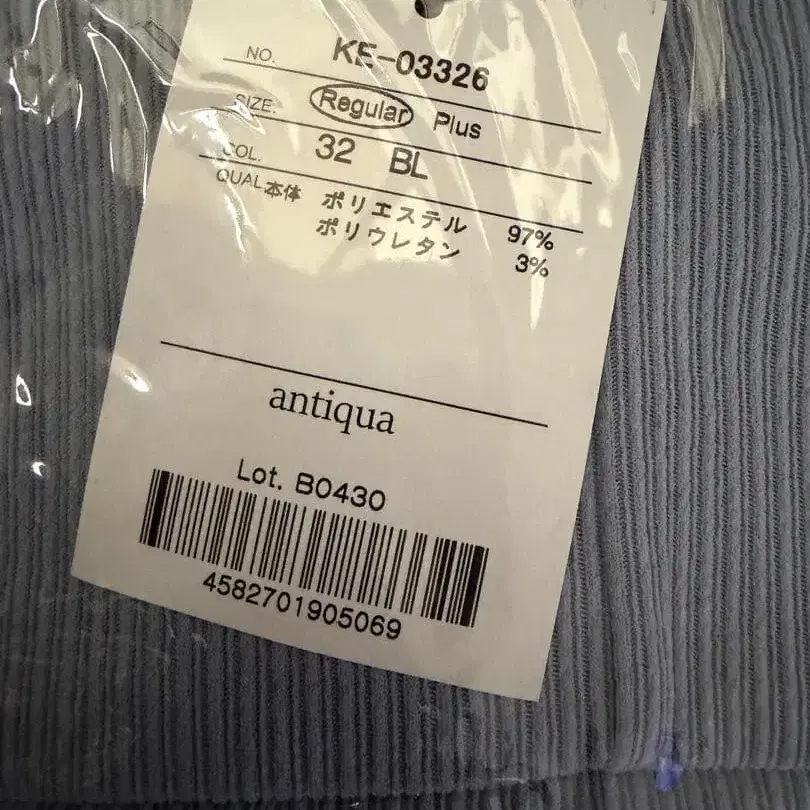 NO. KE-03326
SIZE. Regular Plus
COL. 32 BL
QUAL.本体 ポリエステル 97%
ポリウレタン 3%
antiqua
Lot. B0430
4582701905069